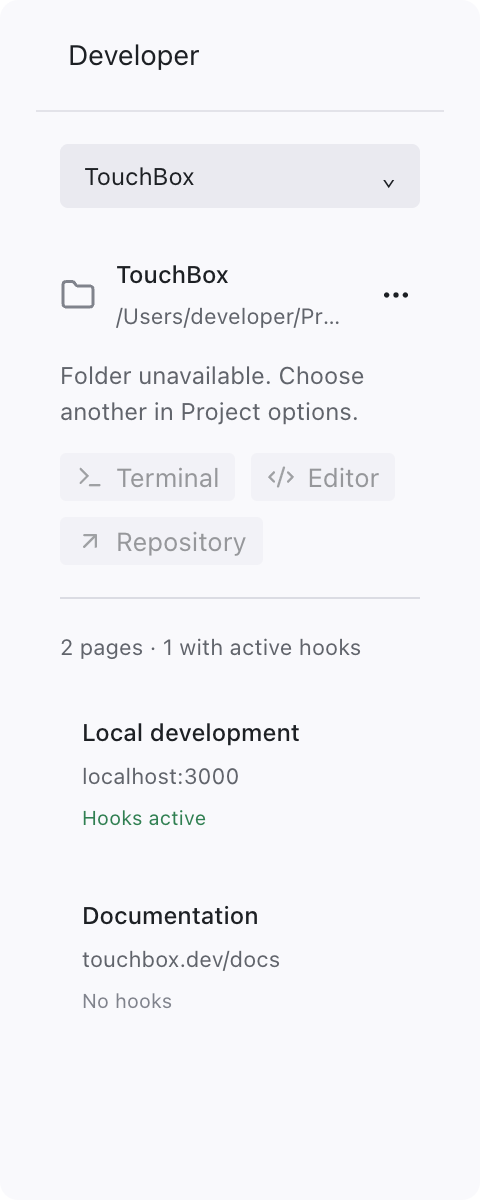 Developer
TouchBox
TouchBox
/Users/developer/Pr...
Folder unavailable. Choose
another in Project options.
Terminal
Editor
Repository
2 pages · 1 with active hooks
Local development
localhost:3000
Hooks active
Documentation
touchbox.dev/docs
No hooks